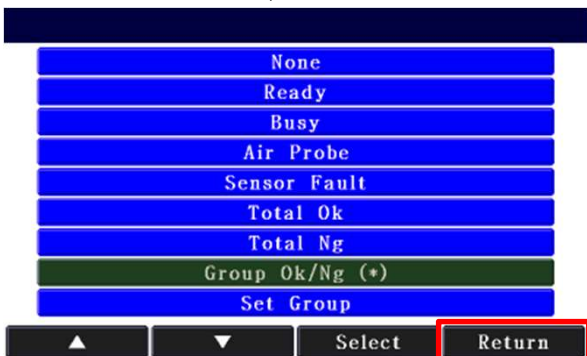 None
Ready
Busy
Air Probe
Sensor Fault
Total Ok
Total Ng
Group Ok/Ng (*)
Set Group
▲ ▼ Select Return